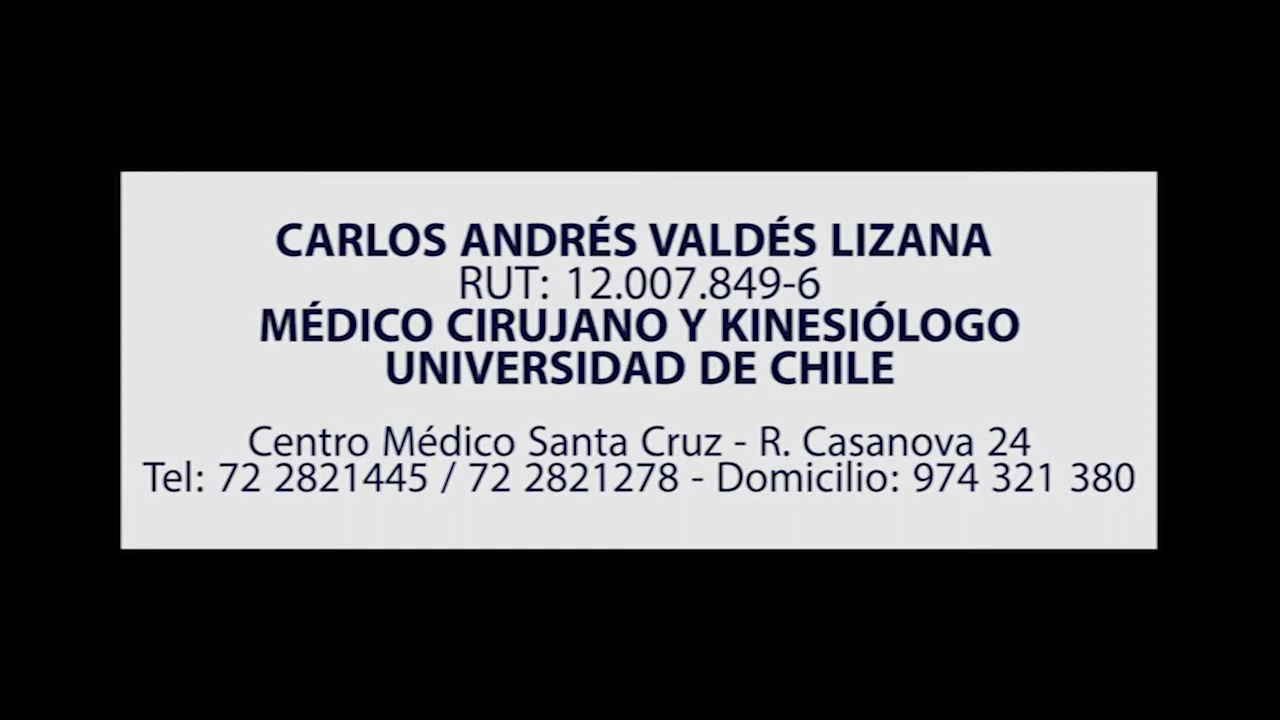 CARLOS ANDRÉS VALDÉS LIZANA
RUT: 12.007.849-6
MÉDICO CIRUJANO Y KINESIÓLOGO
UNIVERSIDAD DE CHILE
Centro Médico Santa Cruz - R. Casanova 24
Tel: 72 2821445 / 72 2821278 - Domicilio: 974 321 380